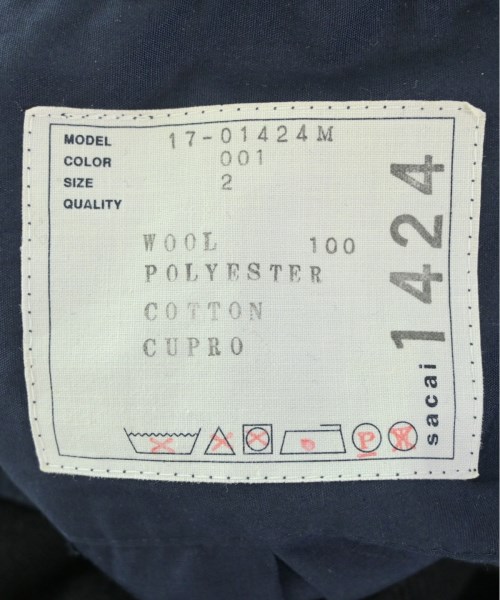 MODEL 17-01424M
COLOR 001
SIZE 2
QUALITY
WOOL 100
POLYESTER
COTTON
CUPRO
P W
sacai 1424